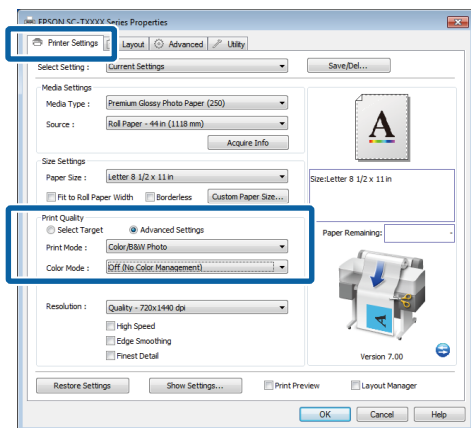 EPSON SC-TXXXX Series Properties
Printer Settings Layout Advanced Utility
Select Setting : Current Settings Save/Del...
Media Settings
Media Type : Premium Glossy Photo Paper (250)
Source : Roll Paper - 44 in (1118 mm)
Acquire Info
Size Settings
Paper Size : Letter 8 1/2 x 11 in
Fit to Roll Paper Width Borderless Custom Paper Size...
A
Size:Letter 8 1/2 x 11 in
Print Quality
Select Target Advanced Settings
Print Mode : Color/B&W Photo
Color Mode : Off (No Color Management)
Paper Remaining: -
Resolution : Quality - 720x1440 dpi
High Speed
Edge Smoothing
Finest Detail
A
Version 7.00
Restore Settings Show Settings... Print Preview Layout Manager
OK Cancel Help